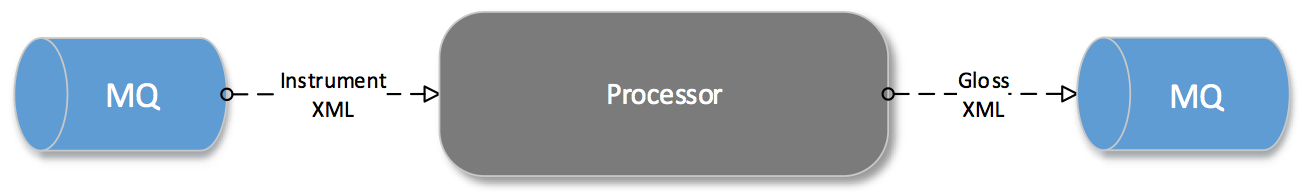 MQ
Instrument
XML
Processor
Gloss
XML
MQ